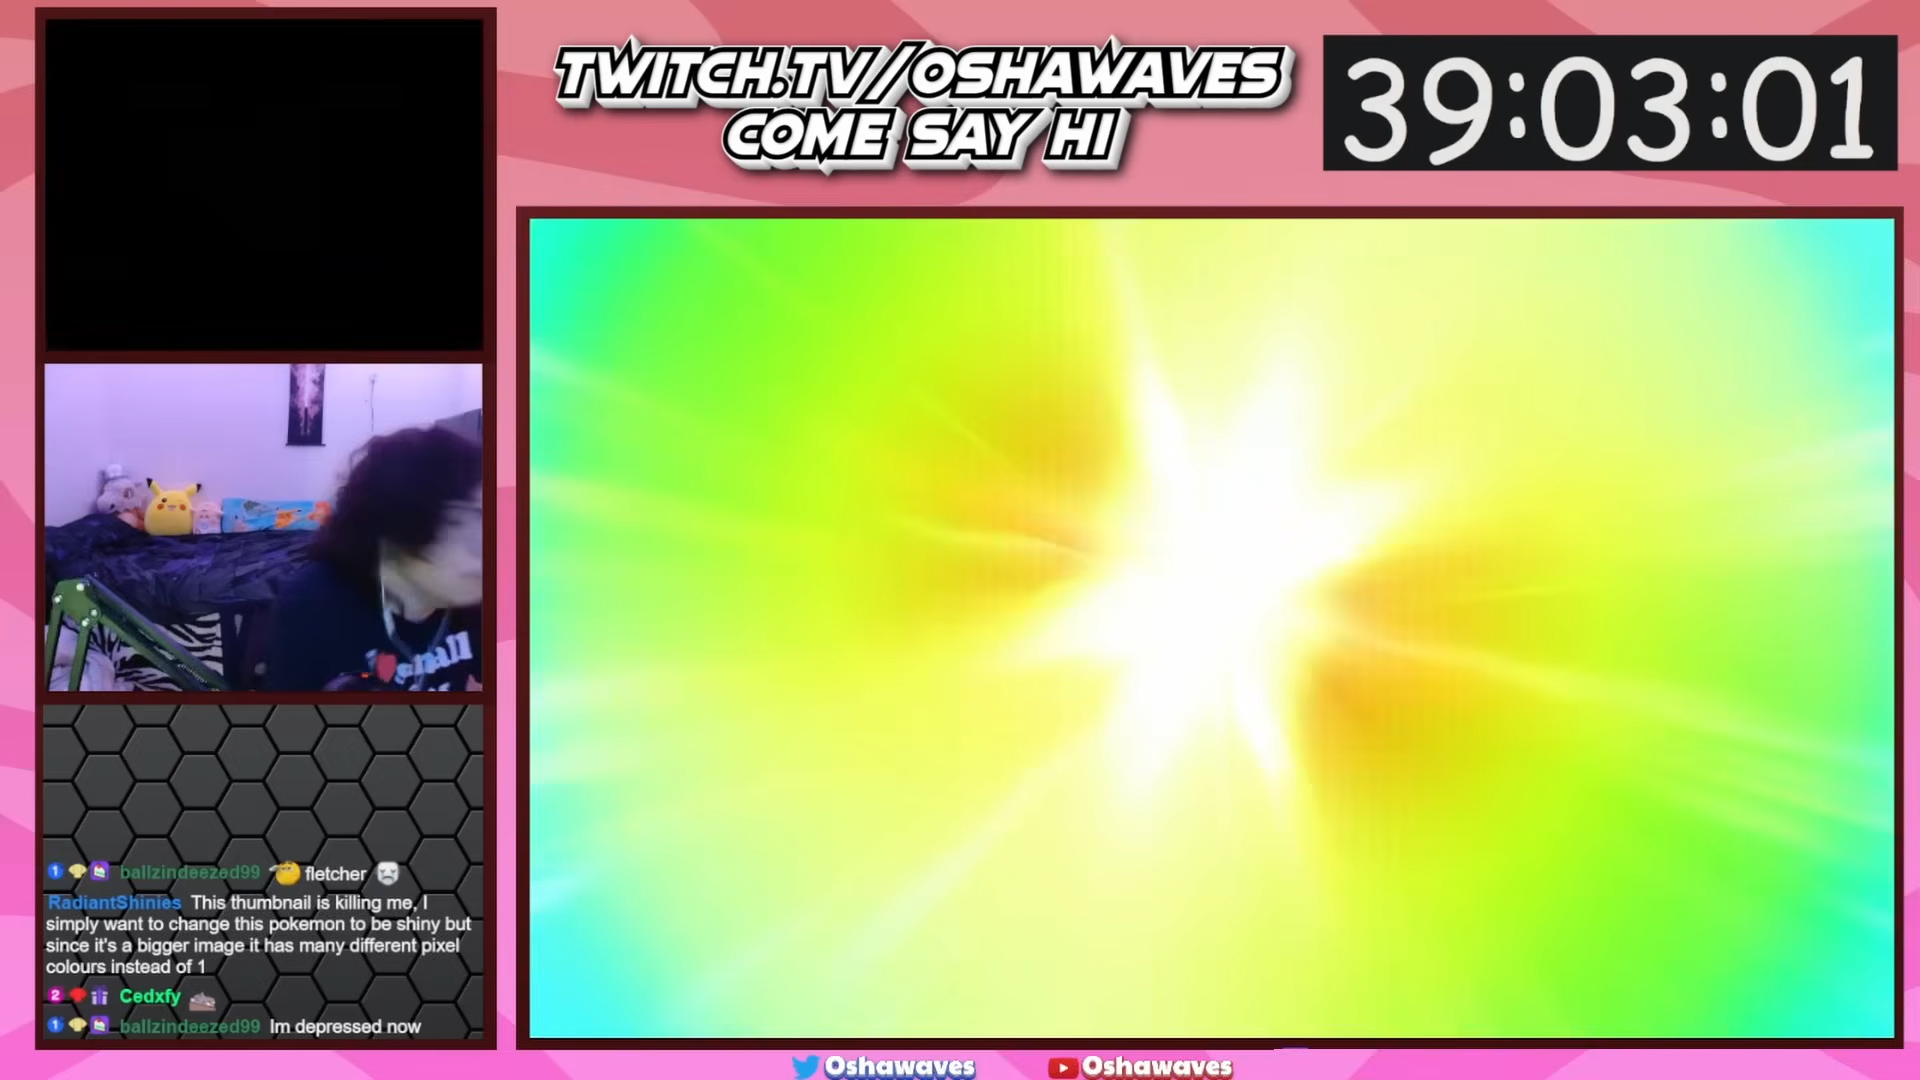 TWITCH.TV/OSHAWAVES
COME SAY HI
39:03:01
ballzindeezed99 fletcher
RadiantShinies This thumbnail is killing me, I
simply want to change this pokemon to be shiny but
since it's a bigger image it has many different pixel
colours instead of 1
2 Cedxfy
1 ballzindeezed99 Im depressed now
Oshawaves Oshawaves